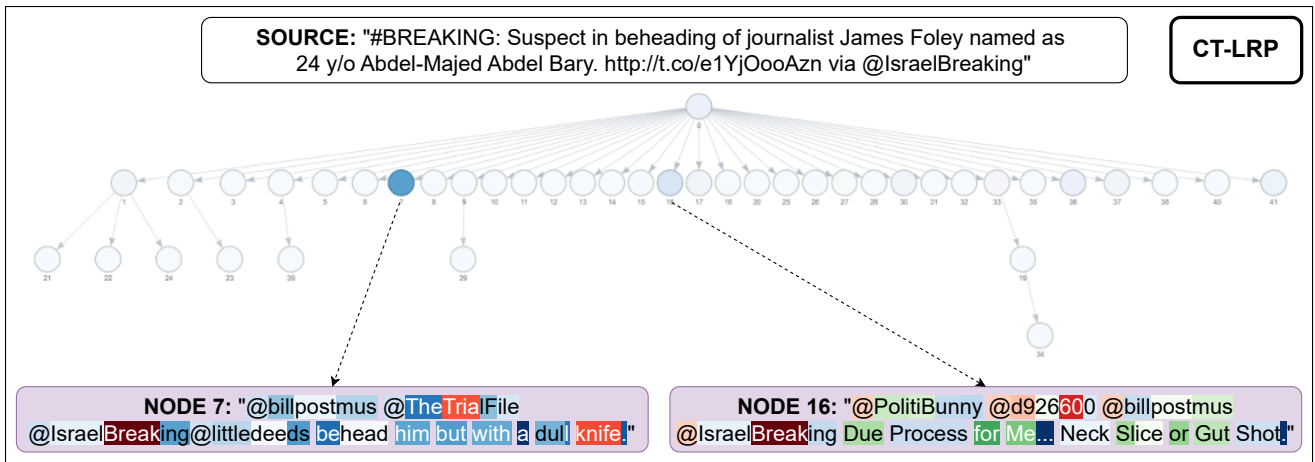 SOURCE: "#BREAKING: Suspect in beheading of journalist James Foley named as
24 y/o Abdel-Majed Abdel Bary. http://t.co/e1YjOooAzn via @IsraelBreaking"
CT-LRP
0
1 2 3 4 5 6 7 8 9 10 11 12 13 14 15 16 17 18 20 25 26 27 28 30 31 32 33 35 36 37 38 40 41
21 22 24 23 39 29 19
34
NODE 7: "@billpostmus @TheTrialFile
@IsraelBreaking@littledeeds behead him but with a dull knife."
NODE 16: "@PolitiBunny @d926600 @billpostmus
@IsraelBreaking Due Process for Me... Neck Slice or Gut Shot."